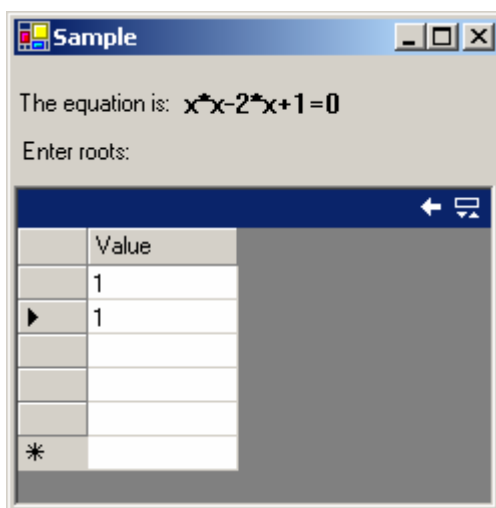 Sample
The equation is: x*x-2*x+1=0
Enter roots:
Value
1
1